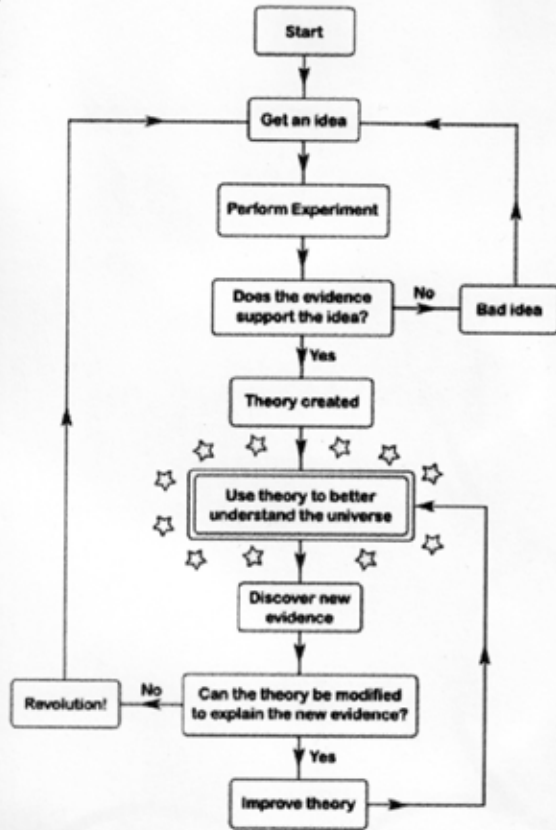 Start
Get an idea
Perform Experiment
Does the evidence
support the idea?
No
Bad idea
Yes
Theory created
Use theory to better
understand the universe
Discover new
evidence
Can the theory be modified
to explain the new evidence?
No
Revolution!
Yes
Improve theory